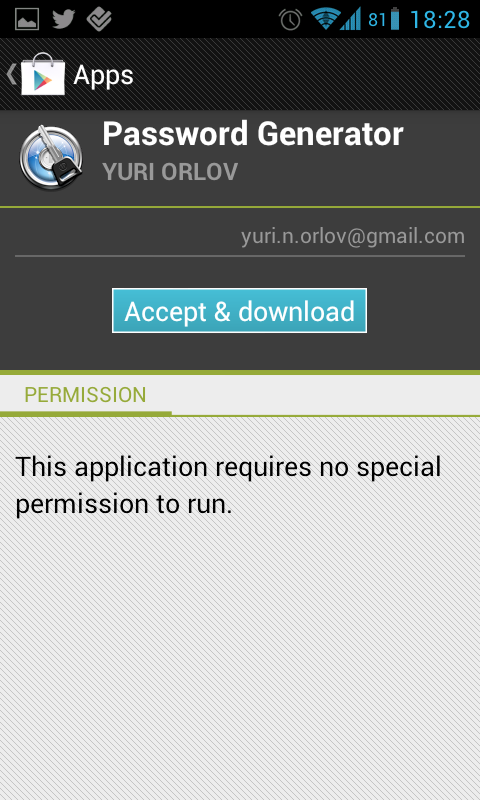 81 18:28
Apps
Password Generator
YURI ORLOV
yuri.n.orlov@gmail.com
Accept & download
PERMISSION
This application requires no special
permission to run.